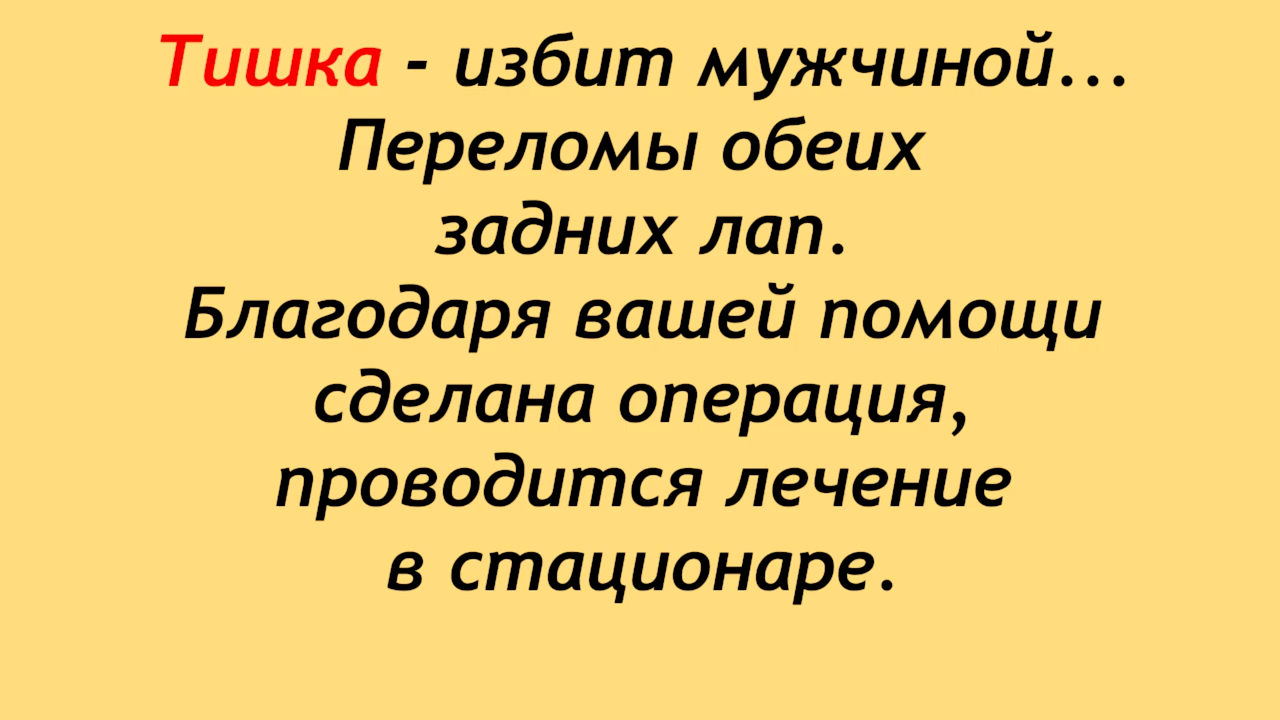 Тишка - избит мужчиной...
Переломы обеих
задних лап.
Благодаря вашей помощи
сделана операция,
проводится лечение
в стационаре.